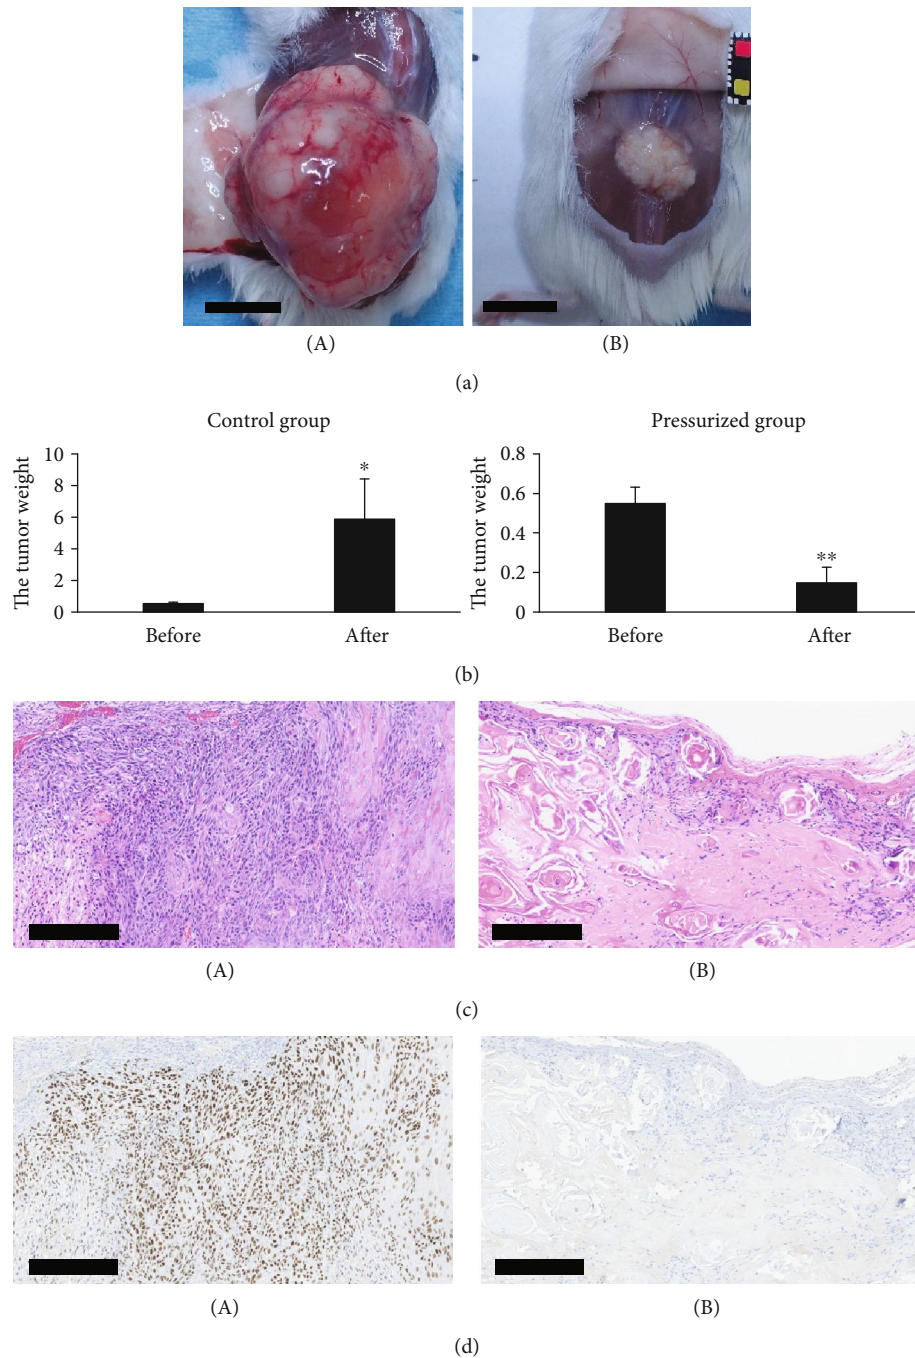 (A)
(B)
(a)
Control group
Pressurized group
The tumor weight
10
8
6
4
2
0
*
Before
After
The tumor weight
0.8
0.6
0.4
0.2
0
**
Before
After
(b)
(A)
(B)
(c)
(A)
(B)
(d)